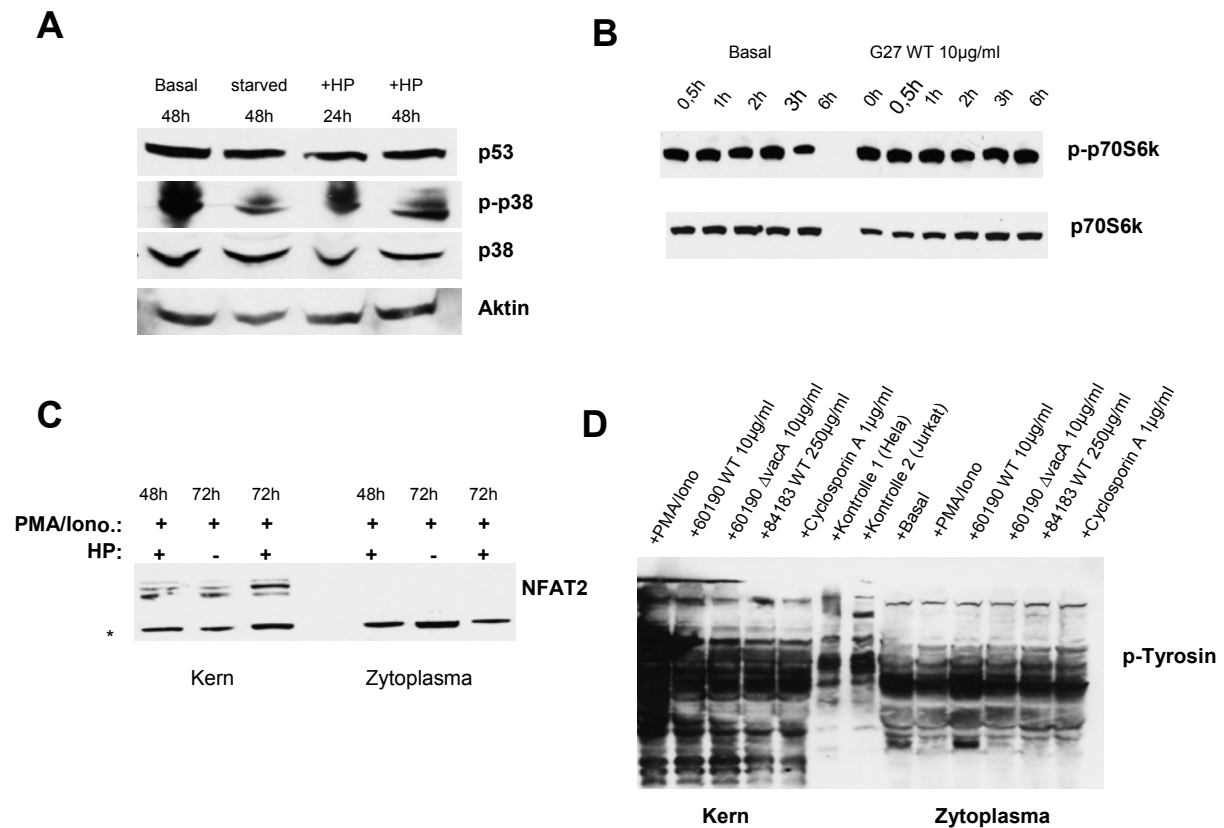 A
Basal starved +HP +HP
48h 48h 24h 48h
p53
p-p38
p38
Aktin
B
Basal G27 WT 10µg/ml
0,5h 1h 2h 3h 6h 0h 0,5h 1h 2h 3h 6h
p-p70S6k
p70S6k
C
48h 72h 72h 48h 72h 72h
PMA/Iono.: + + + + + +
HP: + - + + - +
NFAT2
*
Kern Zytoplasma
D
+PMA/Iono
+60190 WT 10µg/ml
+60190 ΔvacA 10µg/ml
+84183 WT 250µg/ml
+Cyclosporin A 1µg/ml
+Kontrolle 1 (Hela)
+Kontrolle 2 (Jurkat)
+Basal
+PMA/Iono
+60190 WT 10µg/ml
+60190 ΔvacA 10µg/ml
+84183 WT 250µg/ml
+Cyclosporin A 1µg/ml
p-Tyrosin
Kern Zytoplasma